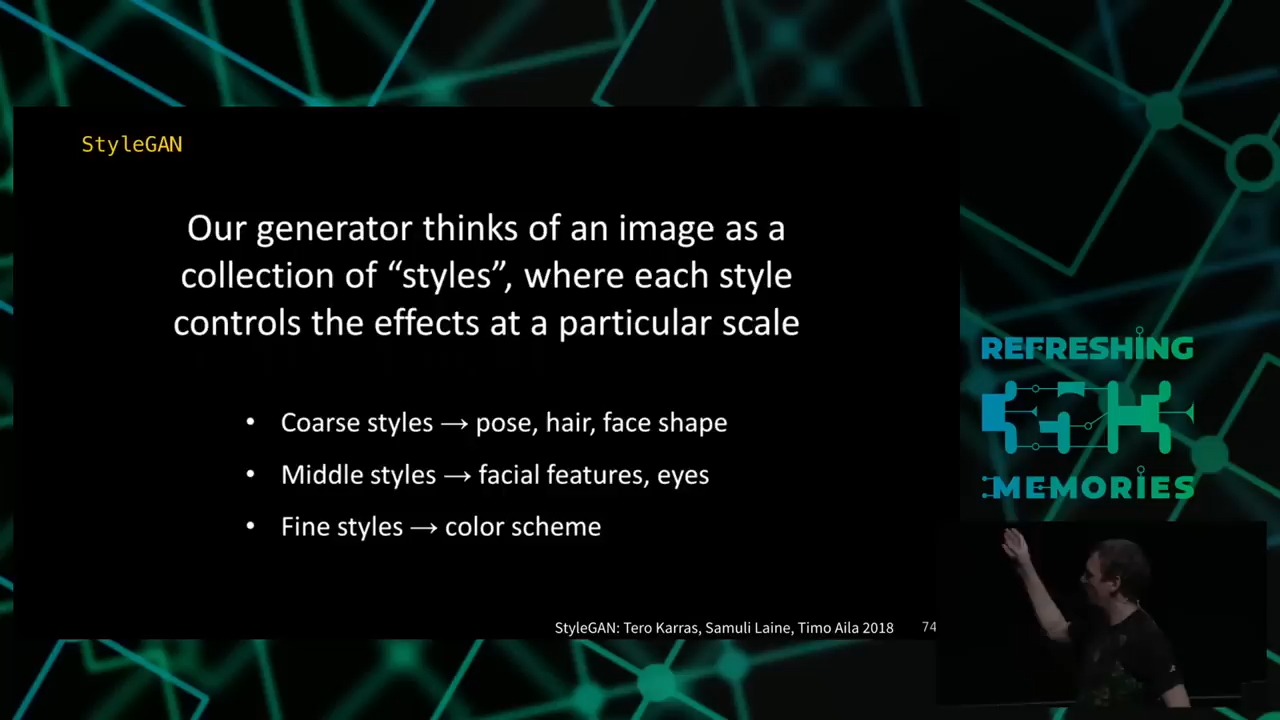 StyleGAN
Our generator thinks of an image as a
collection of “styles”, where each style
controls the effects at a particular scale
• Coarse styles → pose, hair, face shape
• Middle styles → facial features, eyes
• Fine styles → color scheme
StyleGAN: Tero Karras, Samuli Laine, Timo Aila 2018
74
REFRESHING
MEMORIES